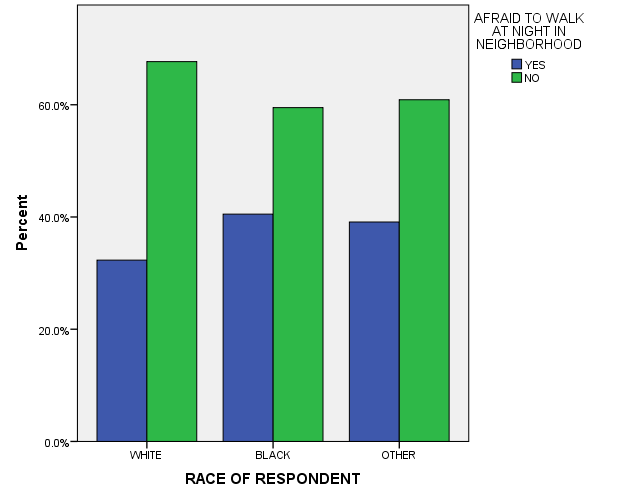 AFRAID TO WALK
AT NIGHT IN
NEIGHBORHOOD
YES
NO
60.0%
40.0%
20.0%
0.0%
Percent
WHITE
BLACK
OTHER
RACE OF RESPONDENT